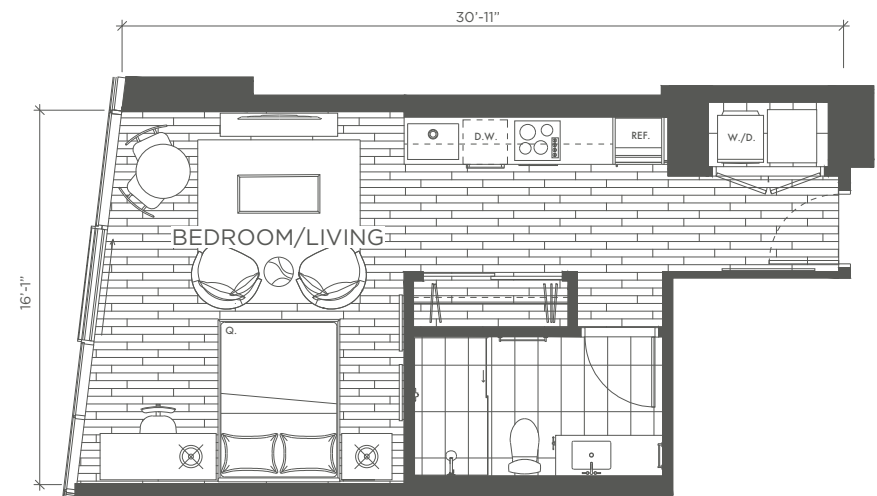 30'-11"
D.W.
REF.
W./D.
BEDROOM/LIVING
16'-1"
Q.